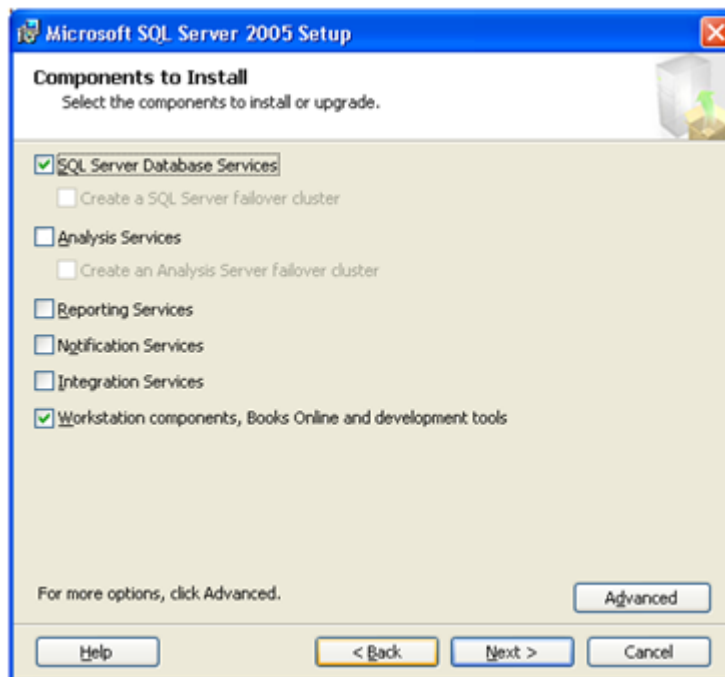 Microsoft SQL Server 2005 Setup
Components to Install
Select the components to install or upgrade.
SQL Server Database Services
Create a SQL Server failover cluster
Analysis Services
Create an Analysis Server failover cluster
Reporting Services
Notification Services
Integration Services
Workstation components, Books Online and development tools
For more options, click Advanced.
Advanced
Help
< Back
Next >
Cancel